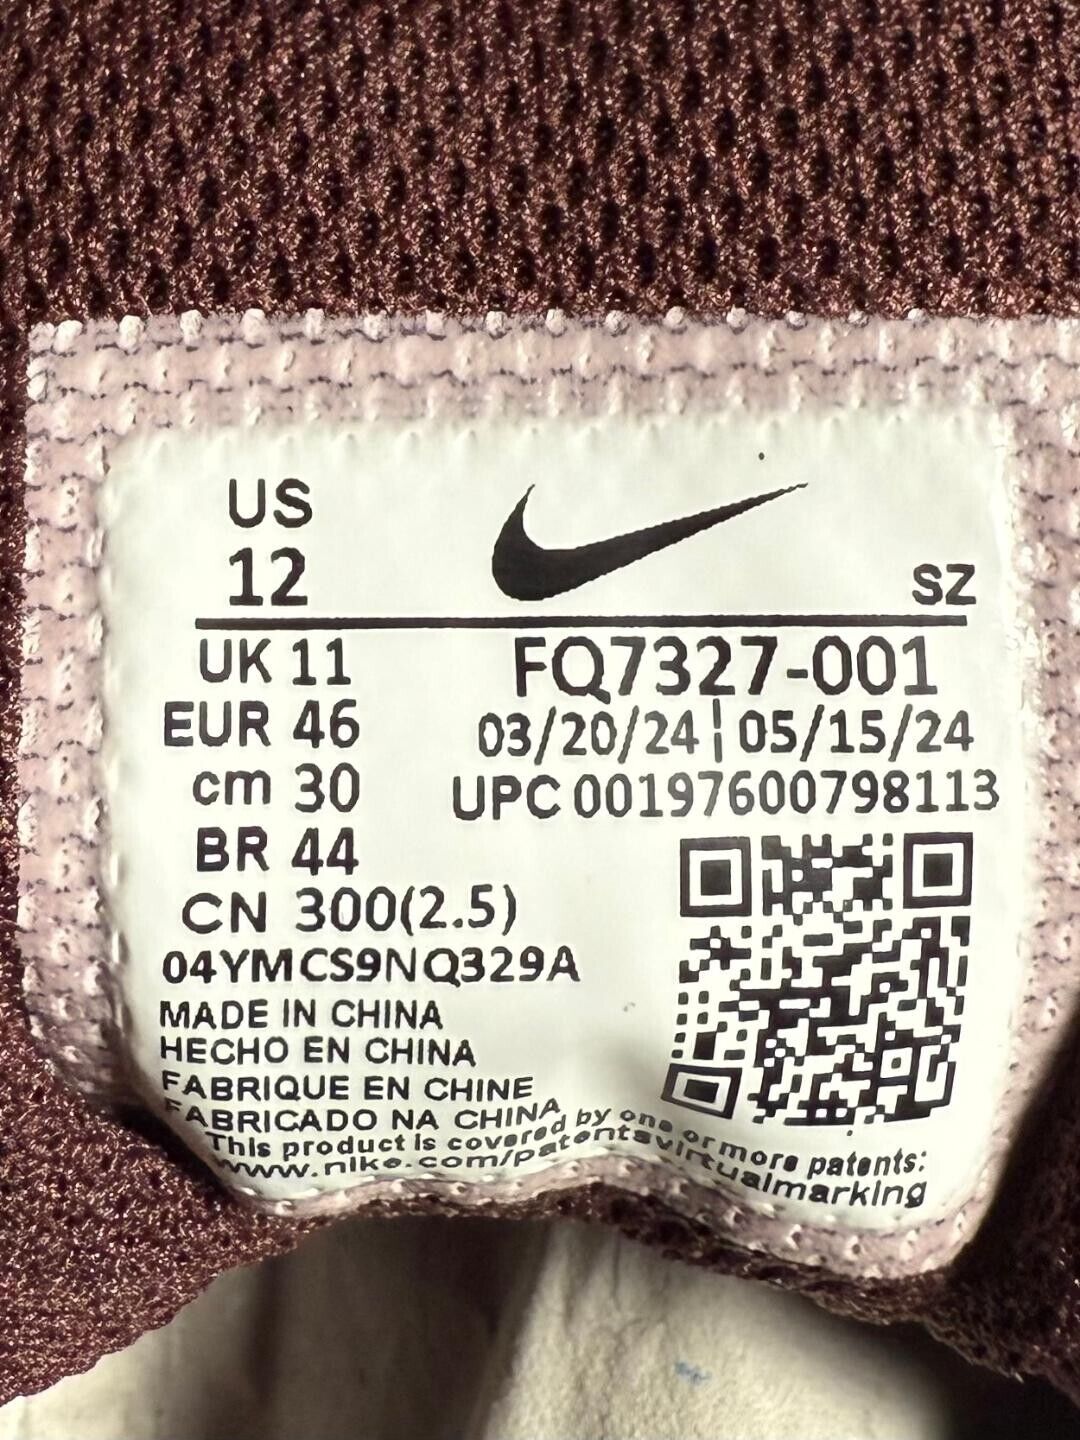 US
12
SZ
UK 11
FQ7327-001
EUR 46
03/20/24 | 05/15/24
cm 30
UPC 00197600798113
BR 44
CN 300(2.5)
04YMCS9NQ329A
MADE IN CHINA
HECHO EN CHINA
FABRIQUE EN CHINE
FABRICADO NA CHINA
This product is covered by one or more patents:
www.nike.com/patentsvirtualmarking